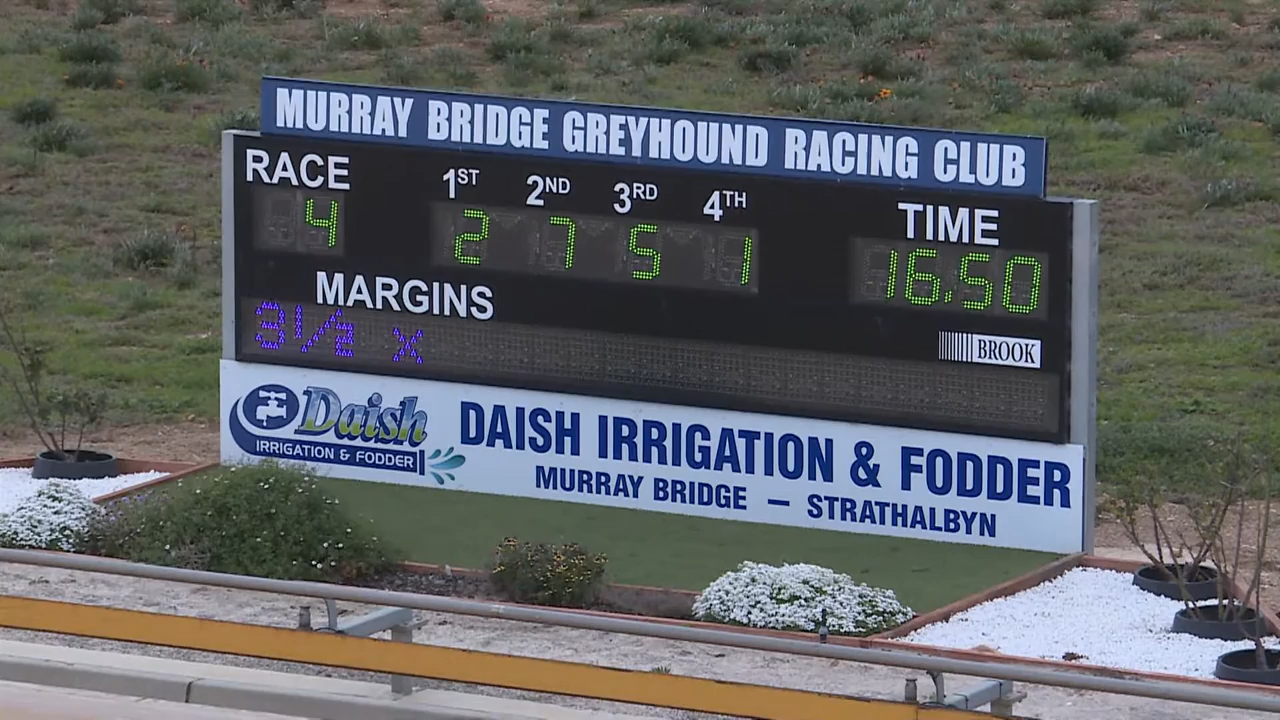 MURRAY BRIDGE GREYHOUND RACING CLUB
RACE 1ST 2ND 3RD 4TH TIME
4 2 7 5 1 16.50
MARGINS
3 1/2 X
BROOK
Daish
IRRIGATION & FODDER
DAISH IRRIGATION & FODDER
MURRAY BRIDGE – STRATHALBYN